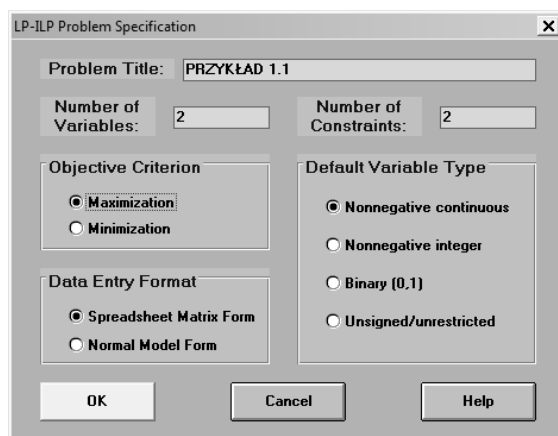 LP-ILP Problem Specification
Problem Title: PRZYKŁAD 1.1
Number of Variables: 2
Number of Constraints: 2
Objective Criterion
Maximization
Minimization
Data Entry Format
Spreadsheet Matrix Form
Normal Model Form
Default Variable Type
Nonnegative continuous
Nonnegative integer
Binary (0,1)
Unsigned/unrestricted
OK
Cancel
Help